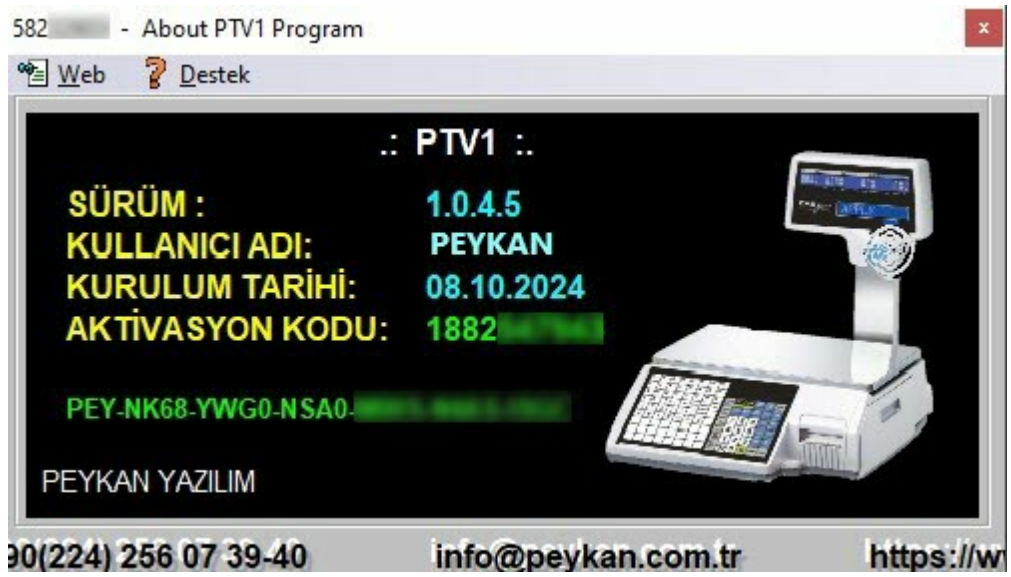 582 - About PTV1 Program
x
Web Destek
.: PTV1 :.
SÜRÜM : 1.0.4.5
KULLANICI ADI: PEYKAN
KURULUM TARİHİ: 08.10.2024
AKTİVASYON KODU: 1882
PEY-NK68-YWG0-NSA0-
PEYKAN YAZILIM
90(224) 256 07 39-40 info@peykan.com.tr https://w